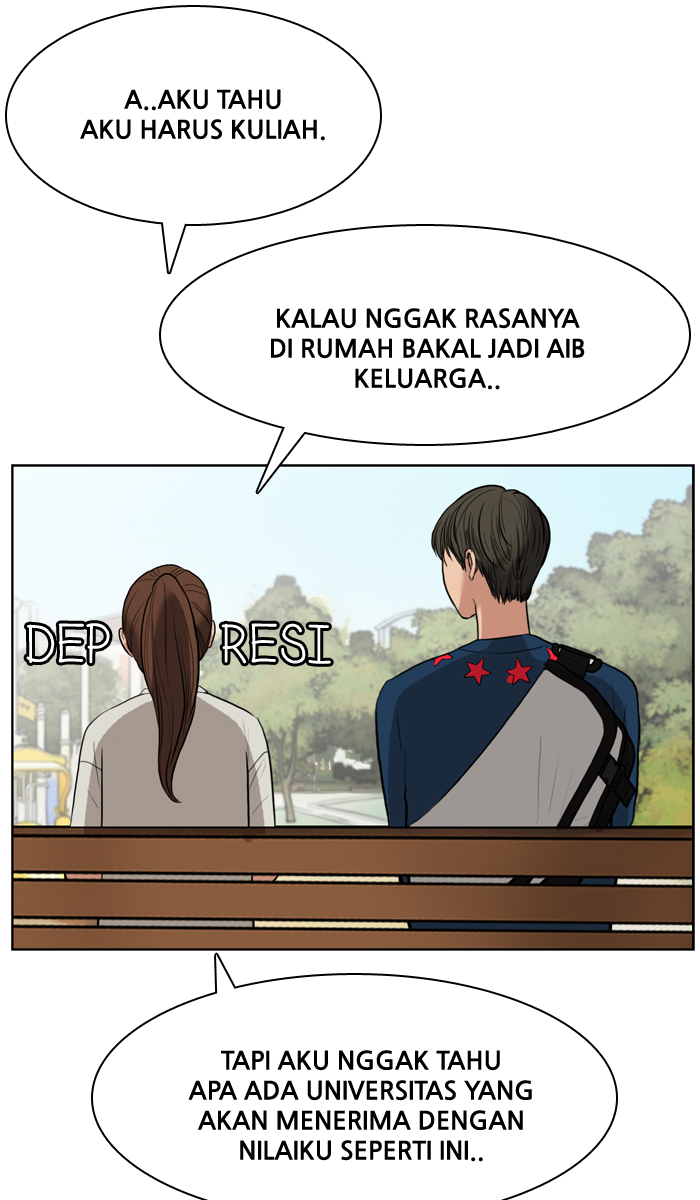 A..AKU TAHU
AKU HARUS KULIAH.
KALAU NGGAK RASANYA
DI RUMAH BAKAL JADI AIB
KELUARGA..
DEP RESI
TAPI AKU NGGAK TAHU
APA ADA UNIVERSITAS YANG
AKAN MENERIMA DENGAN
NILAIKU SEPERTI INI..